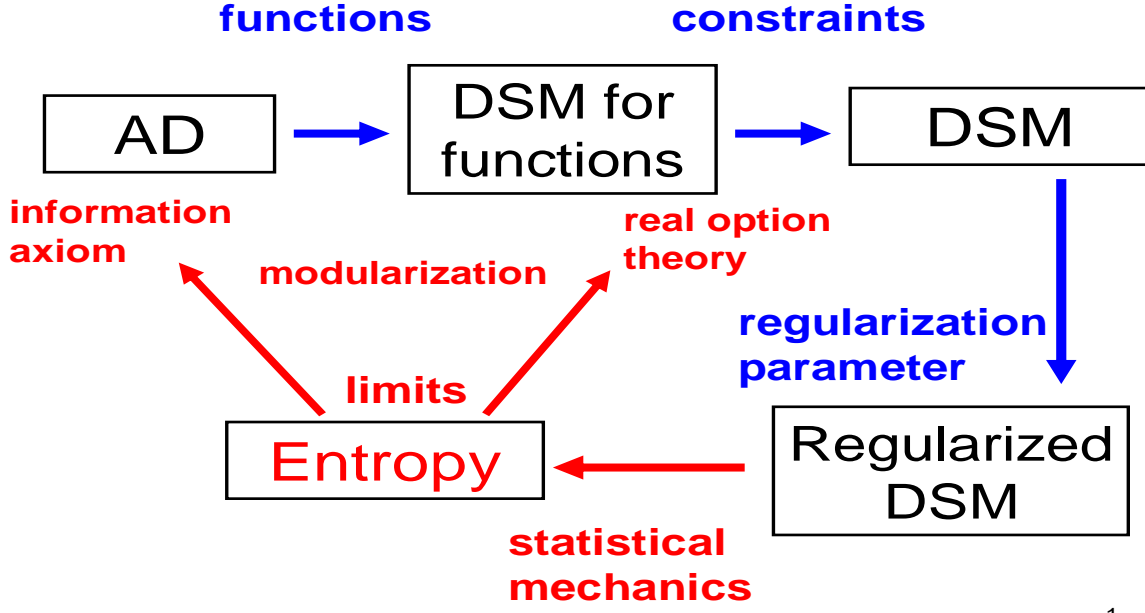 functions
constraints
AD
DSM for
functions
DSM
information
axiom
modularization
real option
theory
regularization
parameter
limits
Entropy
Regularized
DSM
statistical
mechanics
1